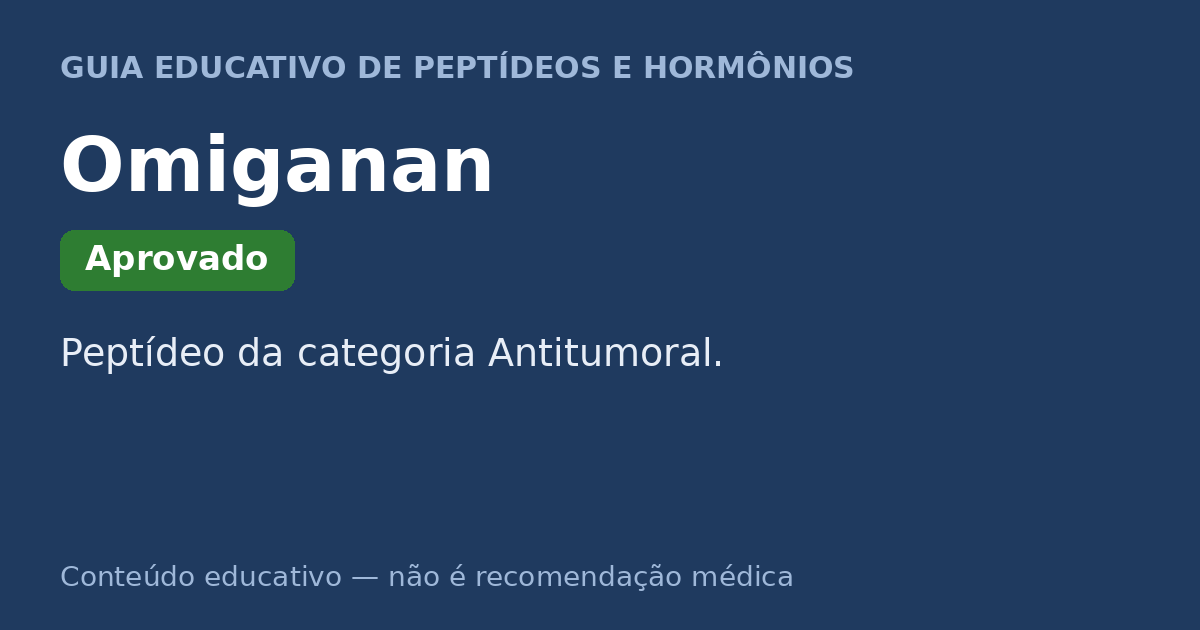 GUIA EDUCATIVO DE PEPTÍDEOS E HORMÔNIOS
Omiganan
Aprovado
Peptídeo da categoria Antitumoral.
Conteúdo educativo — não é recomendação médica